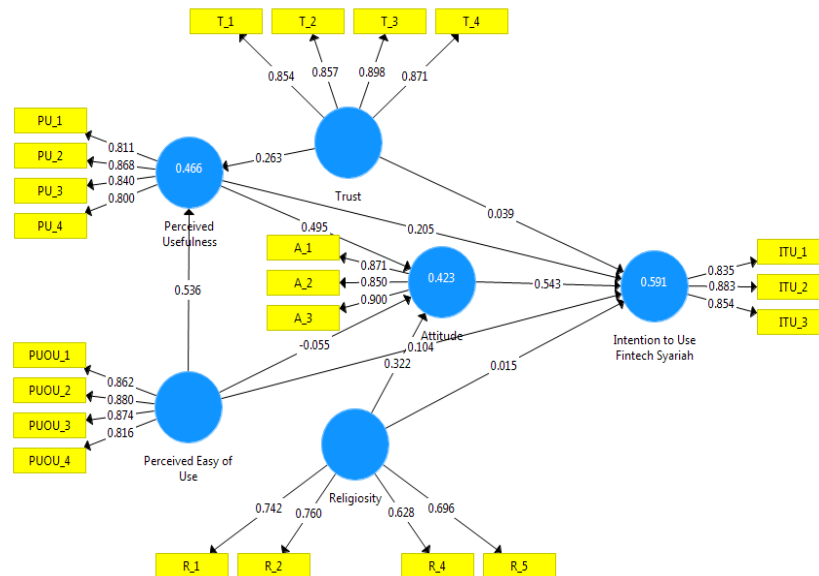 T_1
T_2
T_3
T_4
0.854
0.857
0.898
0.871
PU_1
PU_2
PU_3
PU_4
0.811
0.868
0.840
0.800
0.466
Perceived
Usefulness
0.263
Trust
0.039
0.205
0.495
A_1
A_2
A_3
0.871
0.850
0.900
0.423
Attitude
0.543
0.591
Intention to Use
Fintech Syariah
0.835
0.883
0.854
ITU_1
ITU_2
ITU_3
0.536
-0.055
0.104
0.322
0.015
PUOU_1
PUOU_2
PUOU_3
PUOU_4
0.862
0.880
0.874
0.816
Perceived Easy of
Use
Religiosity
0.742
0.760
0.628
0.696
R_1
R_2
R_4
R_5